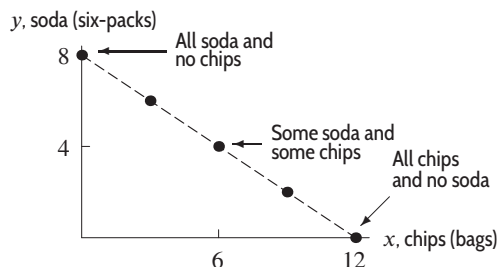 y, soda (six-packs)
8
All soda and
no chips
4
Some soda and
some chips
All chips
and no soda
x, chips (bags)
6
12